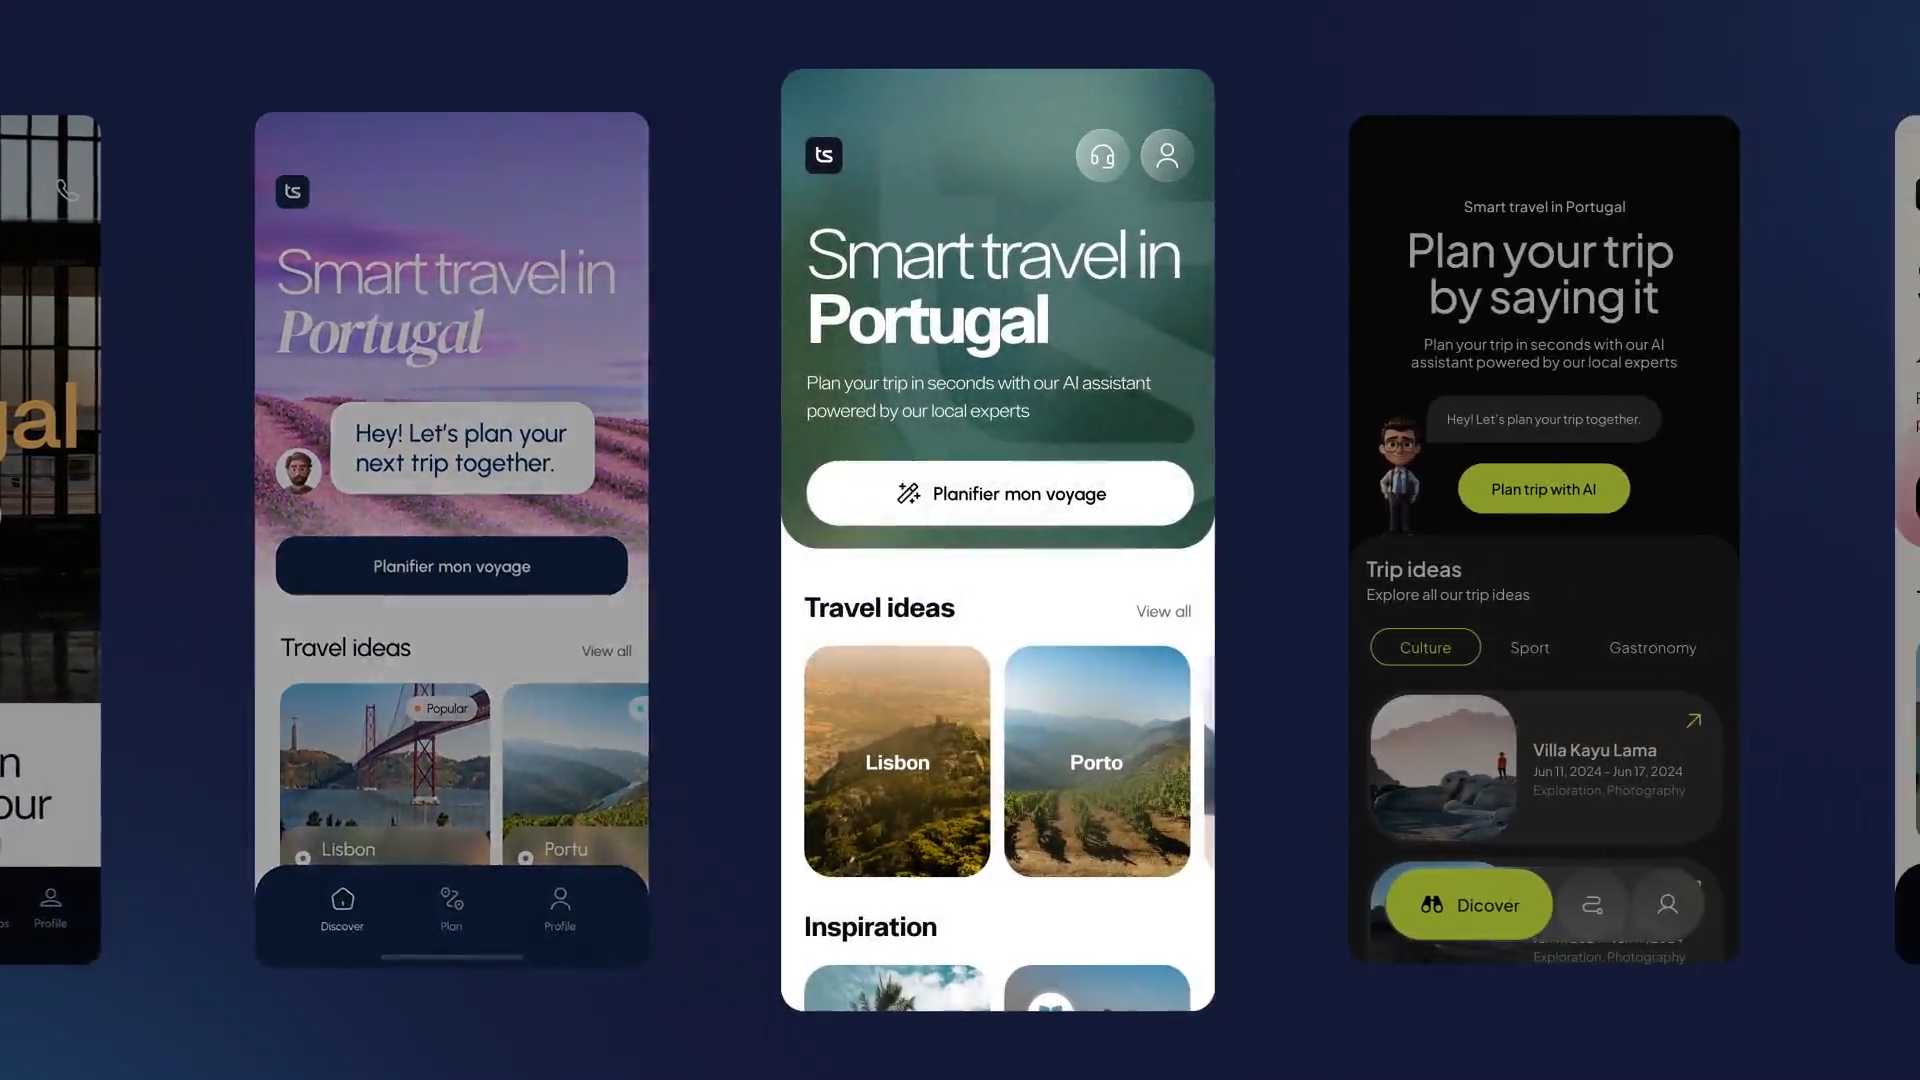 gal
n
our
Profile
ts
Smart travel in
Portugal
Hey! Let's plan your
next trip together.
Planifier mon voyage
Travel ideas
View all
Popular
Lisbon
Portu
Discover
Plan
Profile
ts
Smart travel in
Portugal
Plan your trip in seconds with our AI assistant
powered by our local experts
Planifier mon voyage
Travel ideas
View all
Lisbon
Porto
Inspiration
Smart travel in Portugal
Plan your trip
by saying it
Plan your trip in seconds with our AI
assistant powered by our local experts
Hey! Let's plan your trip together.
Plan trip with AI
Trip ideas
Explore all our trip ideas
Culture
Sport
Gastronomy
Villa Kayu Lama
Jun 11, 2024 - Jun 17, 2024
Exploration, Photography
Dicover
Exploration, Photography